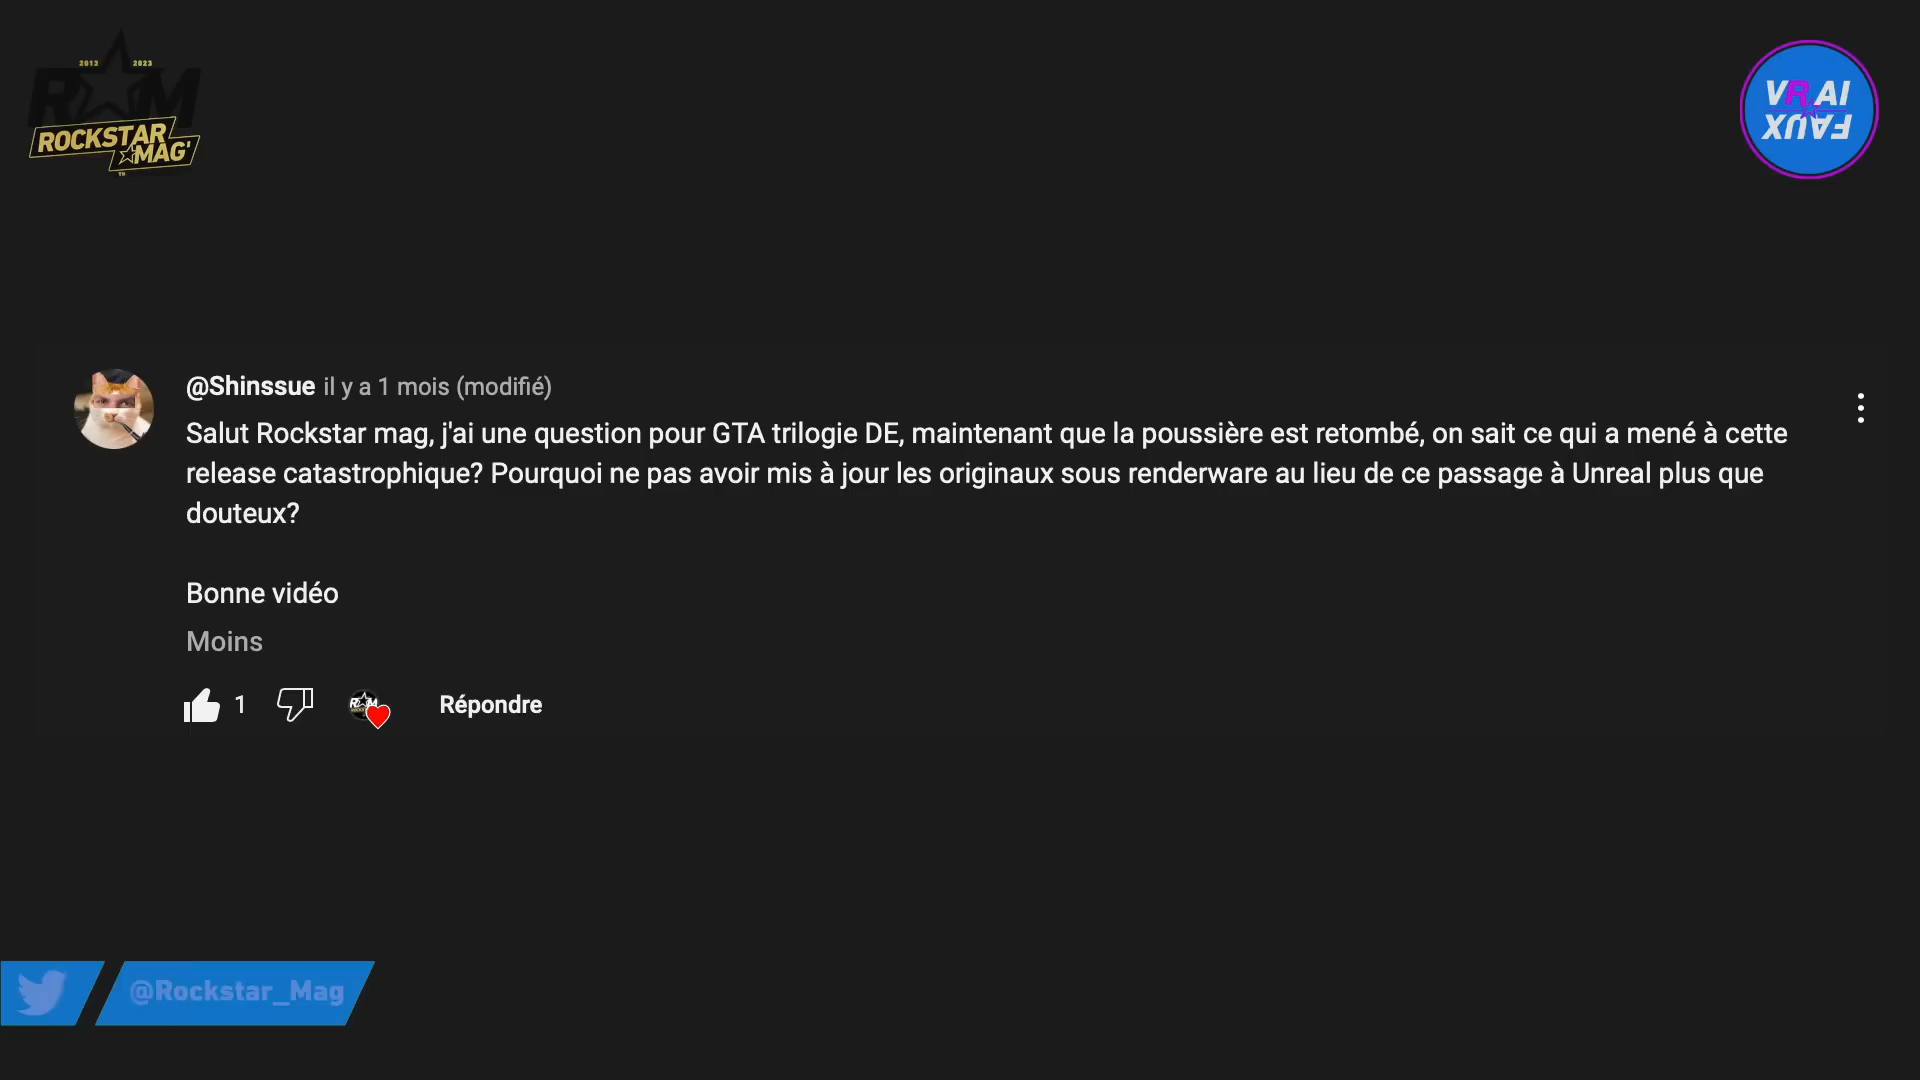 2013 2023
R★M
ROCKSTAR
MAG'
VRAI
FAUX
@Shinssue il y a 1 mois (modifié)
Salut Rockstar mag, j'ai une question pour GTA trilogie DE, maintenant que la poussière est retombé, on sait ce qui a mené à cette
release catastrophique? Pourquoi ne pas avoir mis à jour les originaux sous renderware au lieu de ce passage à Unreal plus que
douteux?
Bonne vidéo
Moins
1 Répondre
@Rockstar_Mag